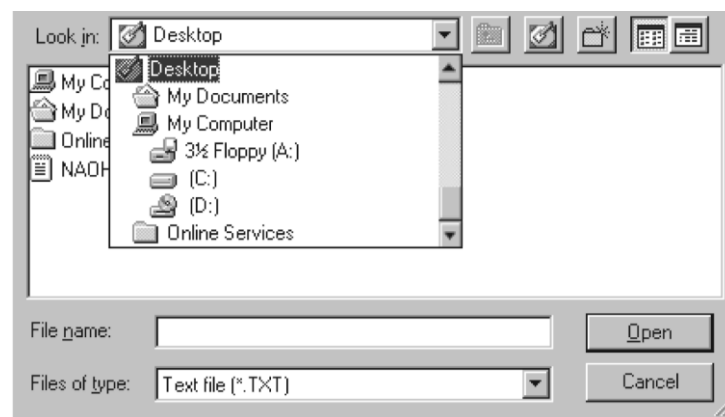 Look in: Desktop
Desktop
My Documents
My Computer
3½ Floppy (A:)
(C:)
(D:)
Online Services
My Co
My Do
Online
NAOH
File name:
Open
Files of type: Text file (*.TXT)
Cancel